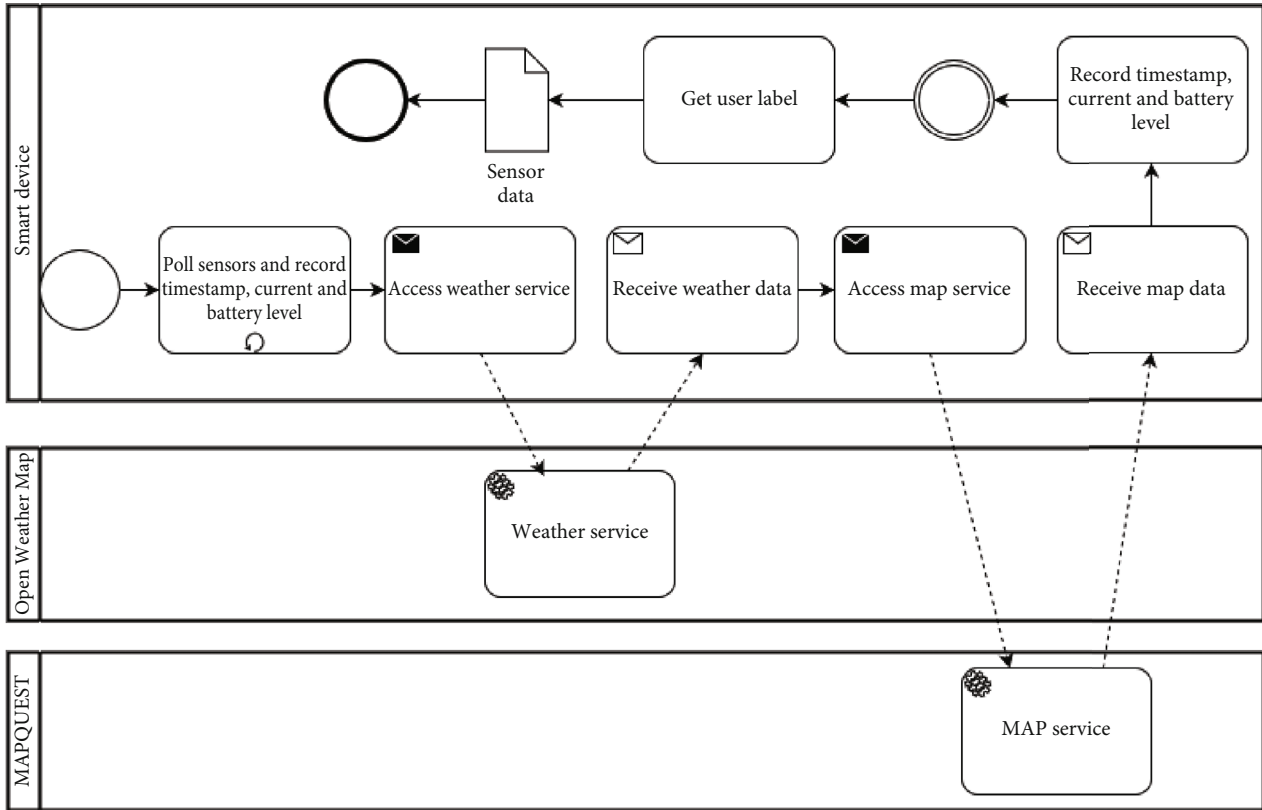 Smart device
Get user label
Record timestamp,
current and battery
level
Sensor
data
Poll sensors and record
timestamp, current and
battery level
Access weather service
Receive weather data
Access map service
Receive map data
Open Weather Map
Weather service
MAPQUEST
MAP service